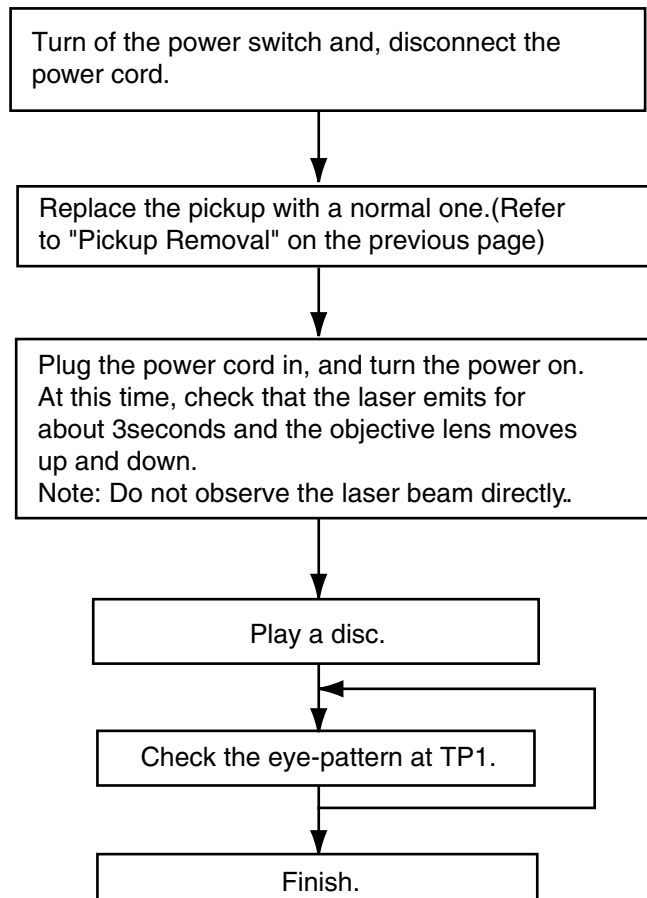 Turn of the power switch and, disconnect the
power cord.
Replace the pickup with a normal one.(Refer
to "Pickup Removal" on the previous page)
Plug the power cord in, and turn the power on.
At this time, check that the laser emits for
about 3seconds and the objective lens moves
up and down.
Note: Do not observe the laser beam directly..
Play a disc.
Check the eye-pattern at TP1.
Finish.